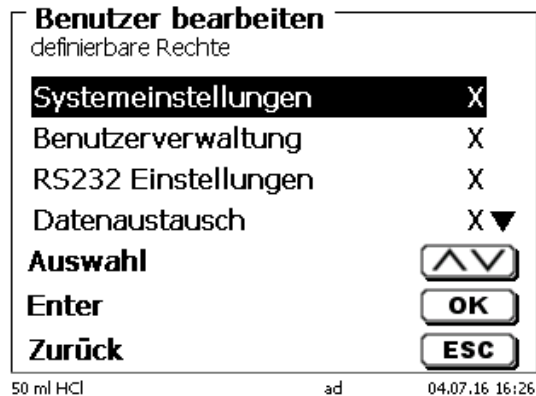 Benutzer bearbeiten
definierbare Rechte
Systemeinstellungen X
Benutzerverwaltung X
RS232 Einstellungen X
Datenaustausch X▼
Auswahl
Enter OK
Zurück ESC
50 ml HCl ad 04.07.16 16:26